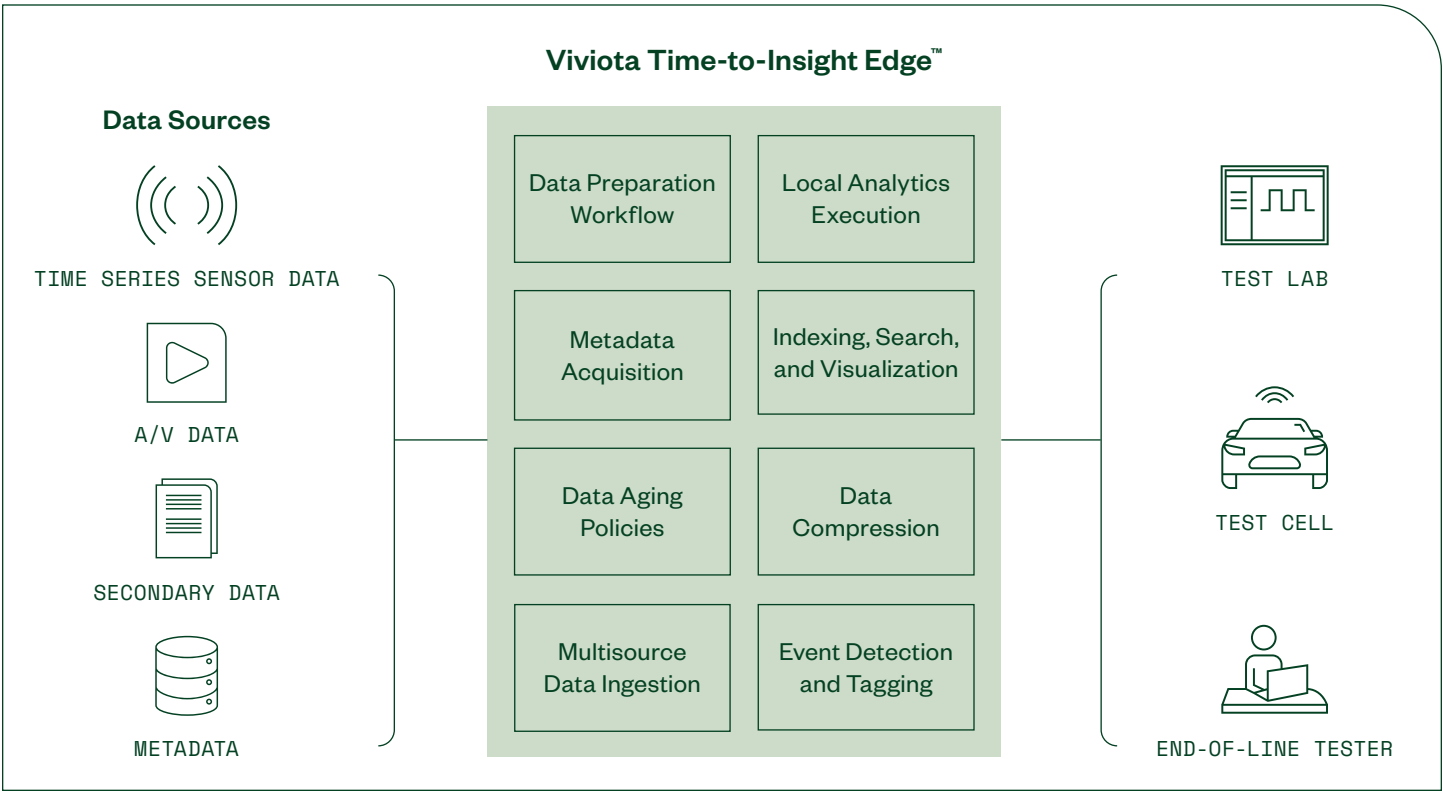 Viviota Time-to-Insight Edge™
Data Sources
TIME SERIES SENSOR DATA
A/V DATA
SECONDARY DATA
METADATA
Data Preparation
Workflow
Local Analytics
Execution
Metadata
Acquisition
Indexing, Search,
and Visualization
Data Aging
Policies
Data
Compression
Multisource
Data Ingestion
Event Detection
and Tagging
TEST LAB
TEST CELL
END-OF-LINE TESTER